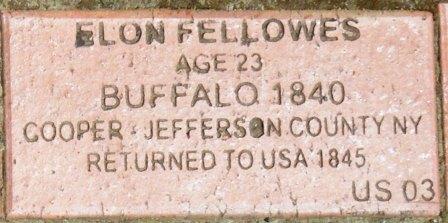 ELON FELLOWES
AGE 23
BUFFALO 1840
COOPER - JEFFERSON COUNTY NY
RETURNED TO USA 1845
US 03